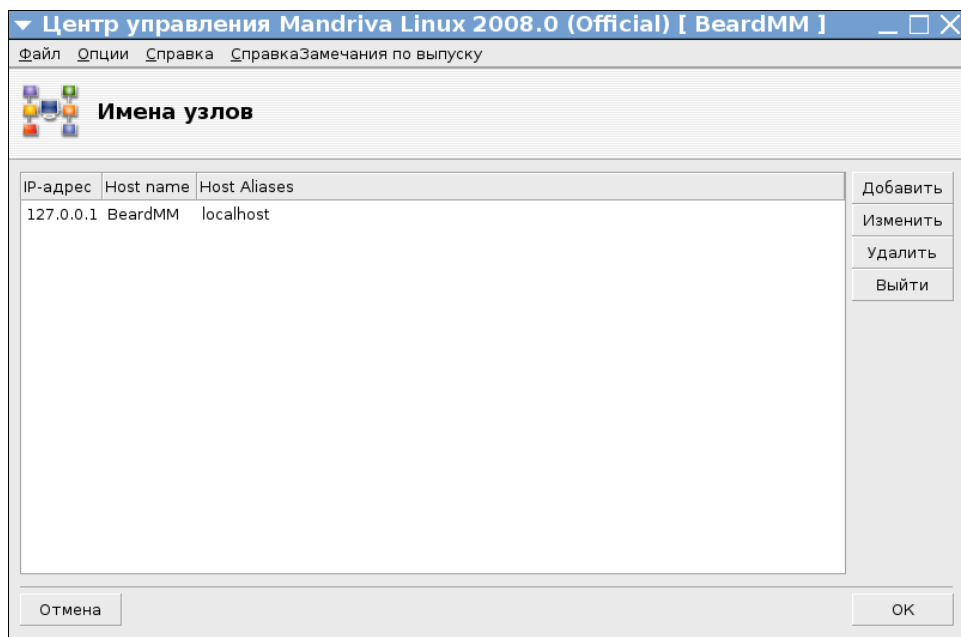 Центр управления Mandriva Linux 2008.0 (Official) [ BeardMM ]
Файл Опции Справка СправкаЗамечания по выпуску
Имена узлов
IP-адрес Host name Host Aliases
127.0.0.1 BeardMM localhost
Добавить
Изменить
Удалить
Выйти
Отмена OK